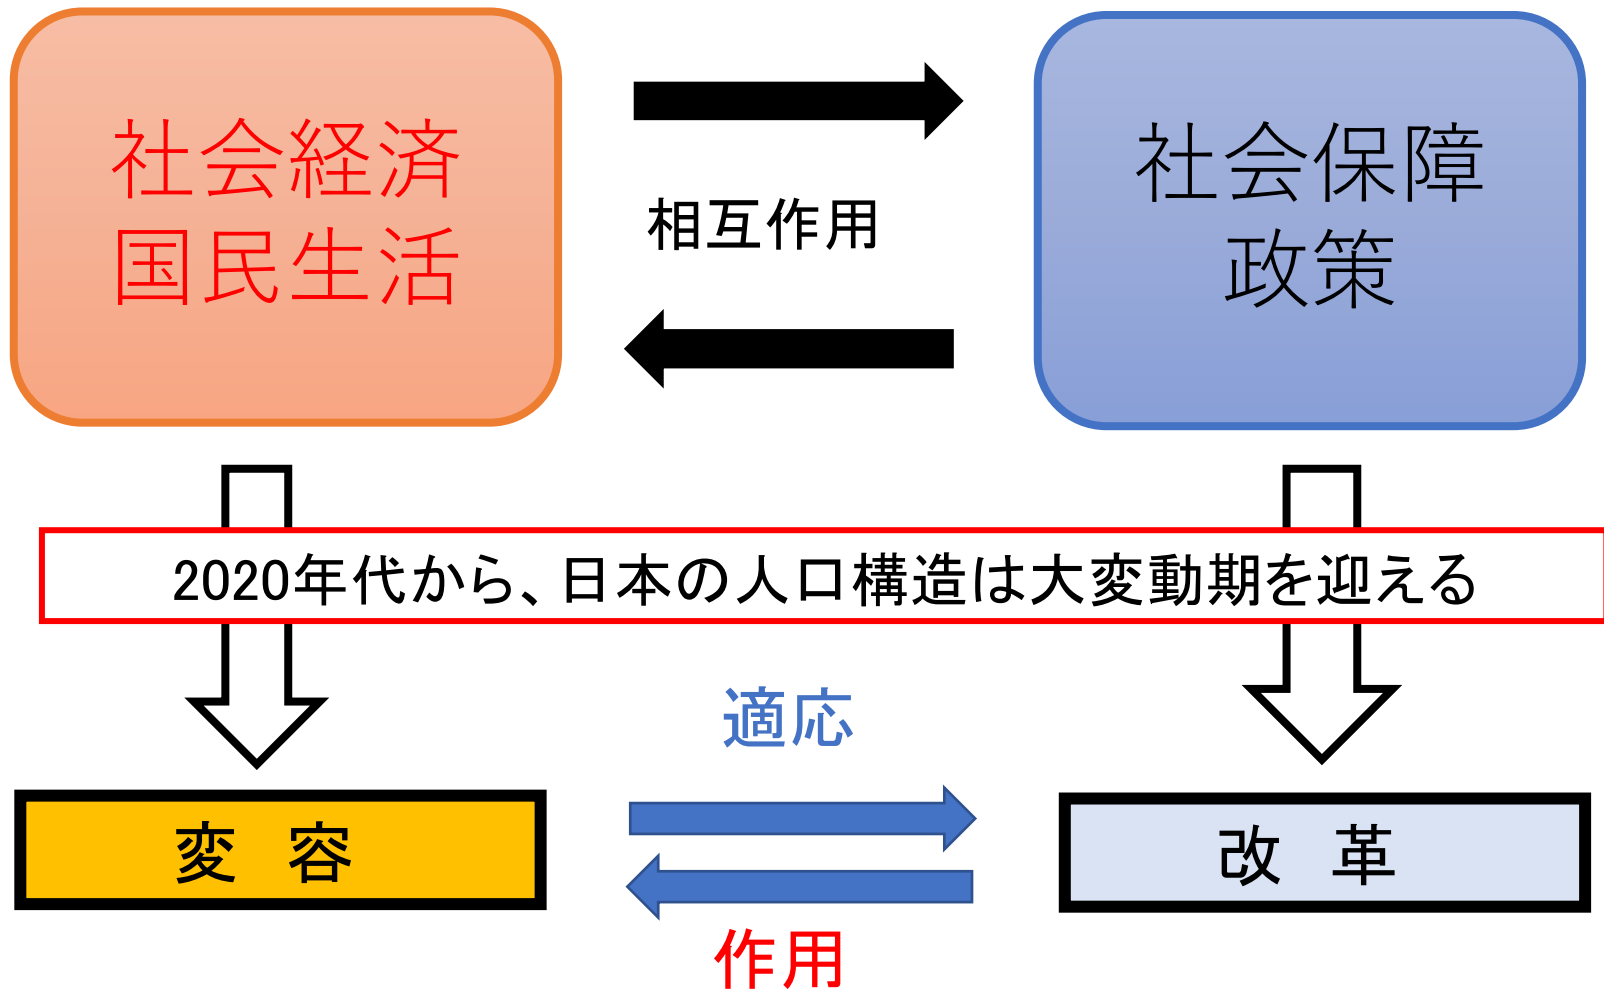 社会経済
国民生活
相互作用
社会保障
政策
2020年代から、日本の人口構造は大変動期を迎える
適応
変　容
改　革
作用